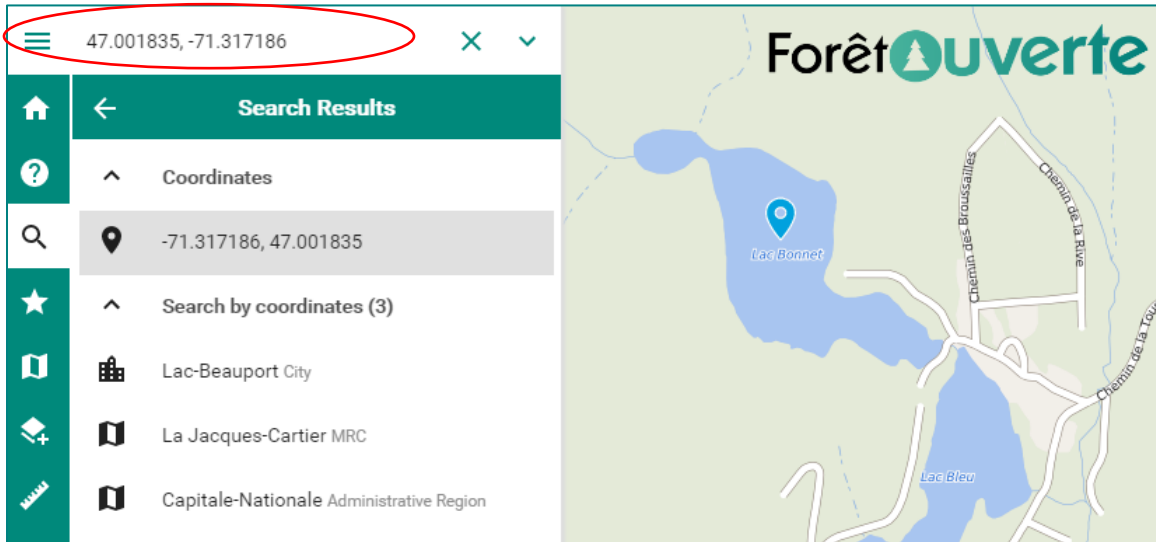 47.001835, -71.317186
Search Results
Coordinates
-71.317186, 47.001835
Search by coordinates (3)
Lac-Beauport City
La Jacques-Cartier MRC
Capitale-Nationale Administrative Region
ForêtOuverte
Lac Bonnet
Chemin des Broussailles
Chemin de la Rive
Chemin de la Tou
Lac Bleu